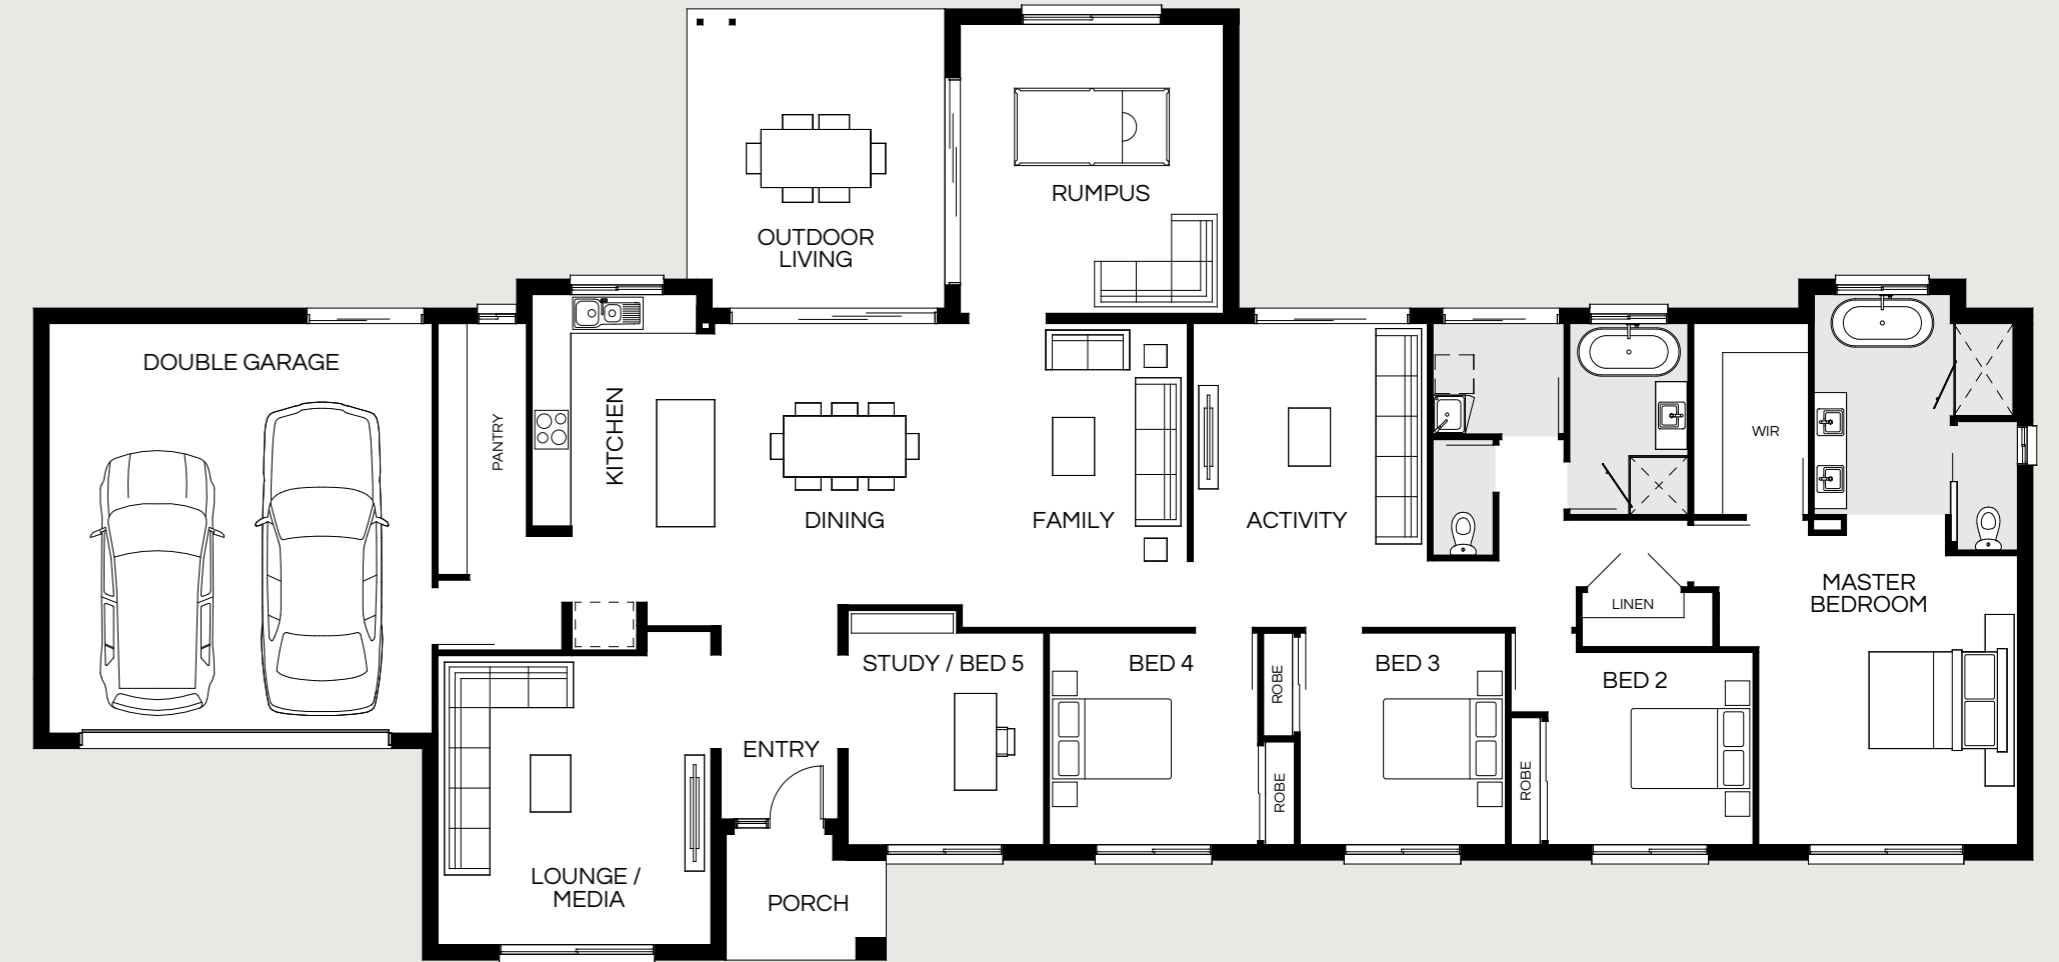 RUMPUS
OUTDOOR
LIVING
DOUBLE GARAGE
PANTRY
KITCHEN
DINING
FAMILY
ACTIVITY
WIR
MASTER
BEDROOM
LINEN
STUDY / BED 5
BED 4
ROBE
ROBE
BED 3
ROBE
BED 2
ENTRY
LOUNGE /
MEDIA
PORCH